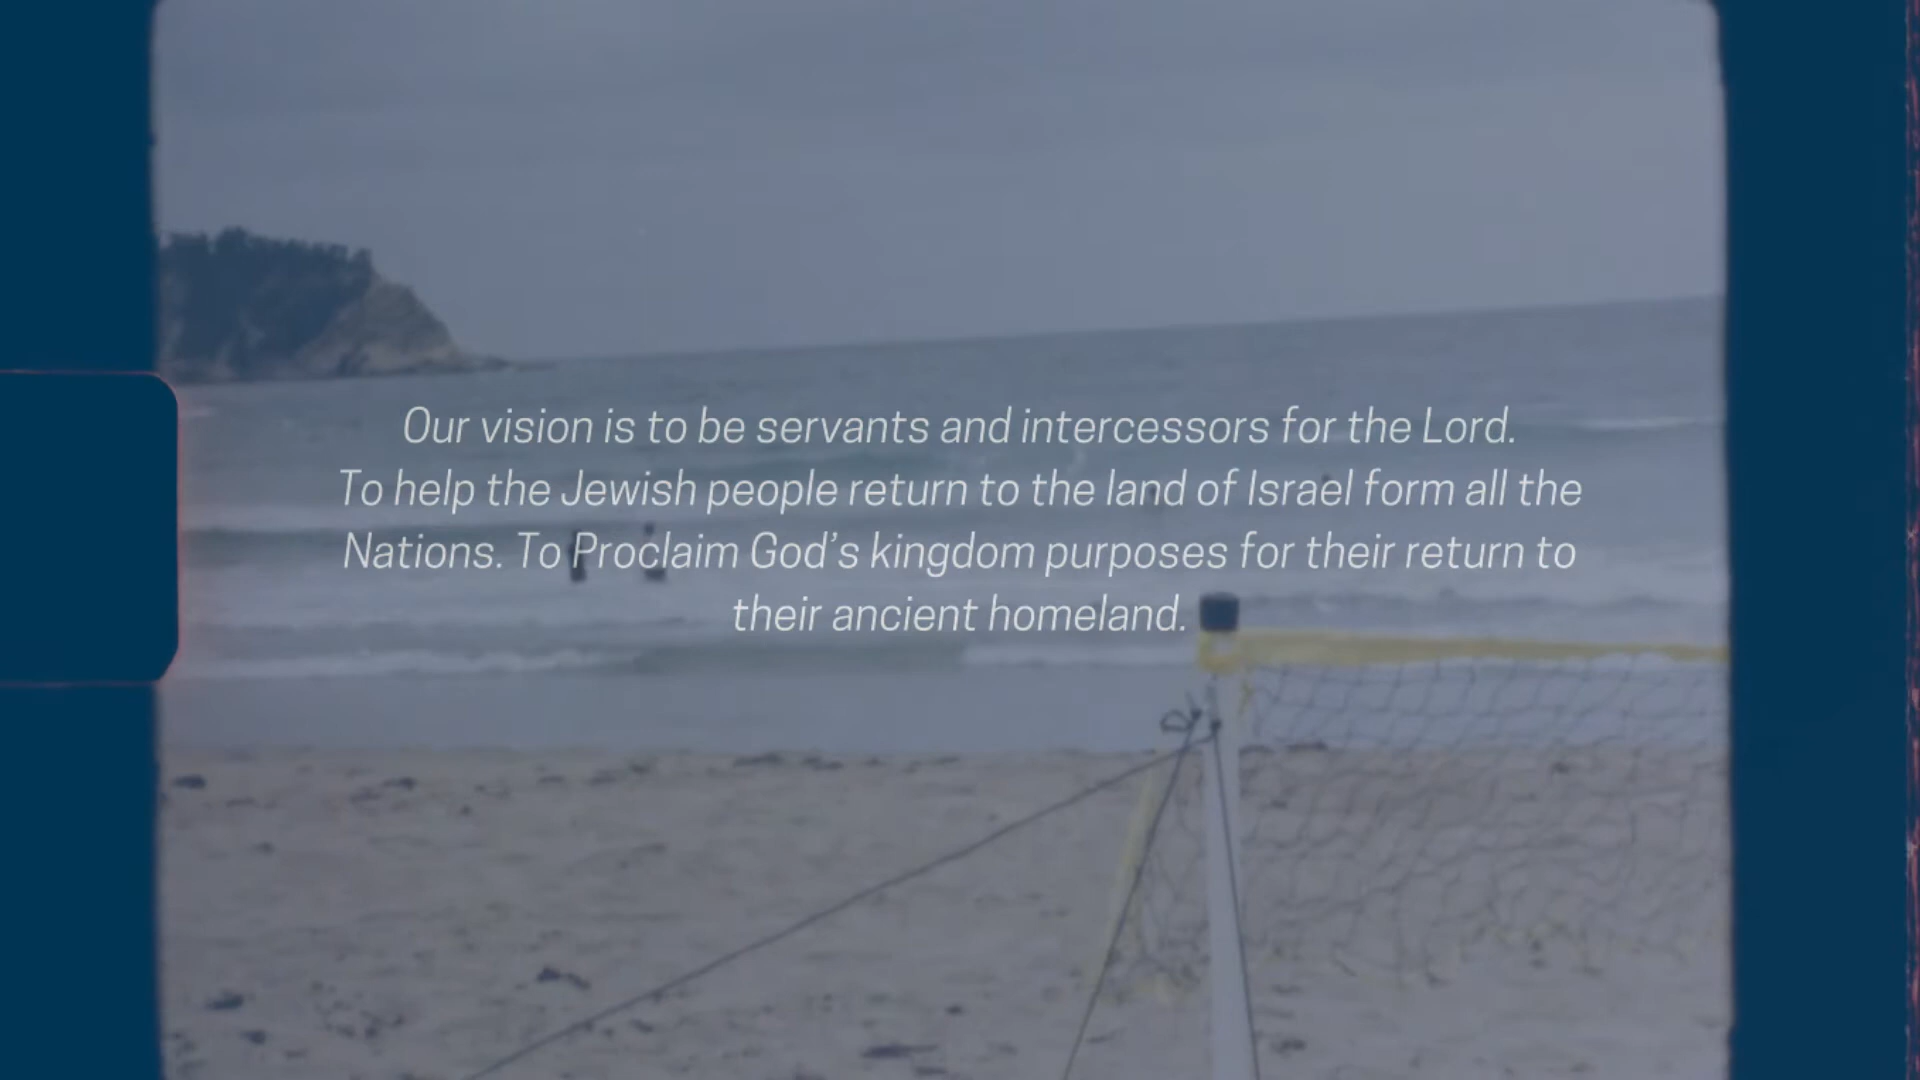 Our vision is to be servants and intercessors for the Lord.
To help the Jewish people return to the land of Israel form all the
Nations. To Proclaim God’s kingdom purposes for their return to
their ancient homeland.